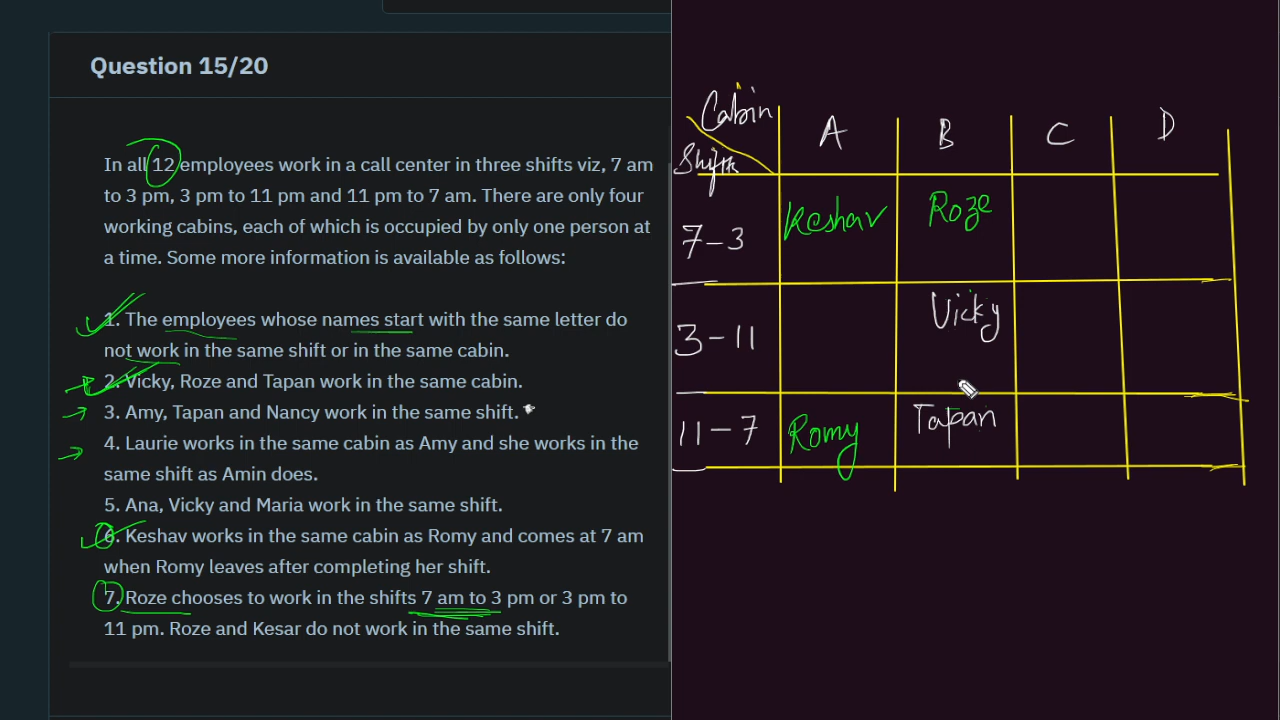 Question 15/20
In all 12 employees work in a call center in three shifts viz, 7 am
to 3 pm, 3 pm to 11 pm and 11 pm to 7 am. There are only four
working cabins, each of which is occupied by only one person at
a time. Some more information is available as follows:
1. The employees whose names start with the same letter do
not work in the same shift or in the same cabin.
2. Vicky, Roze and Tapan work in the same cabin.
3. Amy, Tapan and Nancy work in the same shift.
4. Laurie works in the same cabin as Amy and she works in the
same shift as Amin does.
5. Ana, Vicky and Maria work in the same shift.
6. Keshav works in the same cabin as Romy and comes at 7 am
when Romy leaves after completing her shift.
7. Roze chooses to work in the shifts 7 am to 3 pm or 3 pm to
11 pm. Roze and Kesar do not work in the same shift.
Cabin
Shift A B C D
7-3 Keshav Roze
3-11 Vicky
11-7 Romy Tapan